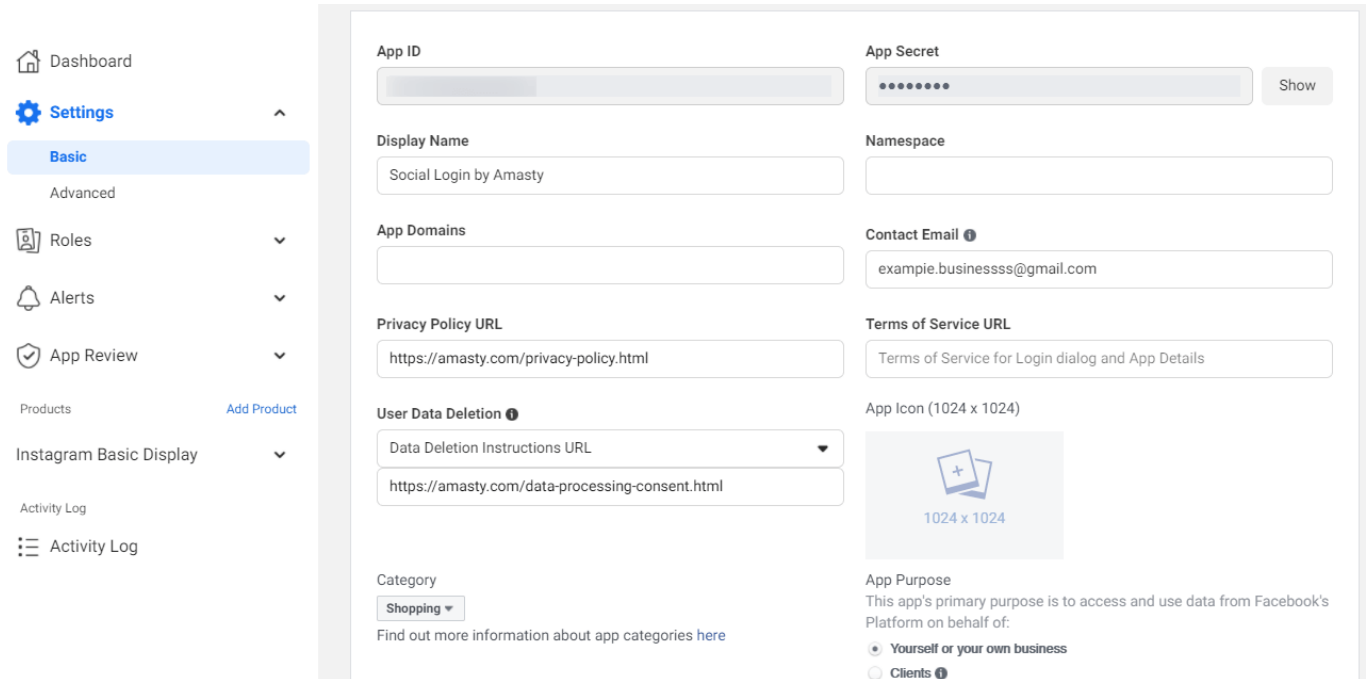 Dashboard
Settings
Basic
Advanced
Roles
Alerts
App Review
Products
Add Product
Instagram Basic Display
Activity Log
Activity Log
App ID
App Secret
••••••••
Show
Display Name
Social Login by Amasty
Namespace
App Domains
Contact Email
exampie.businessss@gmail.com
Privacy Policy URL
https://amasty.com/privacy-policy.html
Terms of Service URL
Terms of Service for Login dialog and App Details
User Data Deletion
Data Deletion Instructions URL
https://amasty.com/data-processing-consent.html
App Icon (1024 x 1024)
1024 x 1024
Category
Shopping
Find out more information about app categories here
App Purpose
This app's primary purpose is to access and use data from Facebook's
Platform on behalf of:
Yourself or your own business
Clients